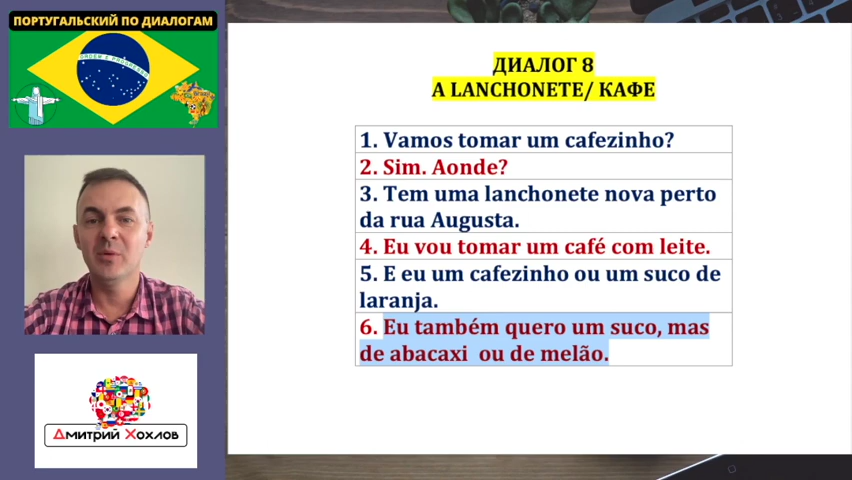 ПОРТУГАЛЬСКИЙ ПО ДИАЛОГАМ
ORDEM E PROGRESSO
Дмитрий Хохлов
ДИАЛОГ 8
A LANCHONETE/ КАФЕ
1. Vamos tomar um cafezinho?
2. Sim. Aonde?
3. Tem uma lanchonete nova perto
da rua Augusta.
4. Eu vou tomar um café com leite.
5. E eu um cafezinho ou um suco de
laranja.
6. Eu também quero um suco, mas
de abacaxi ou de melão.